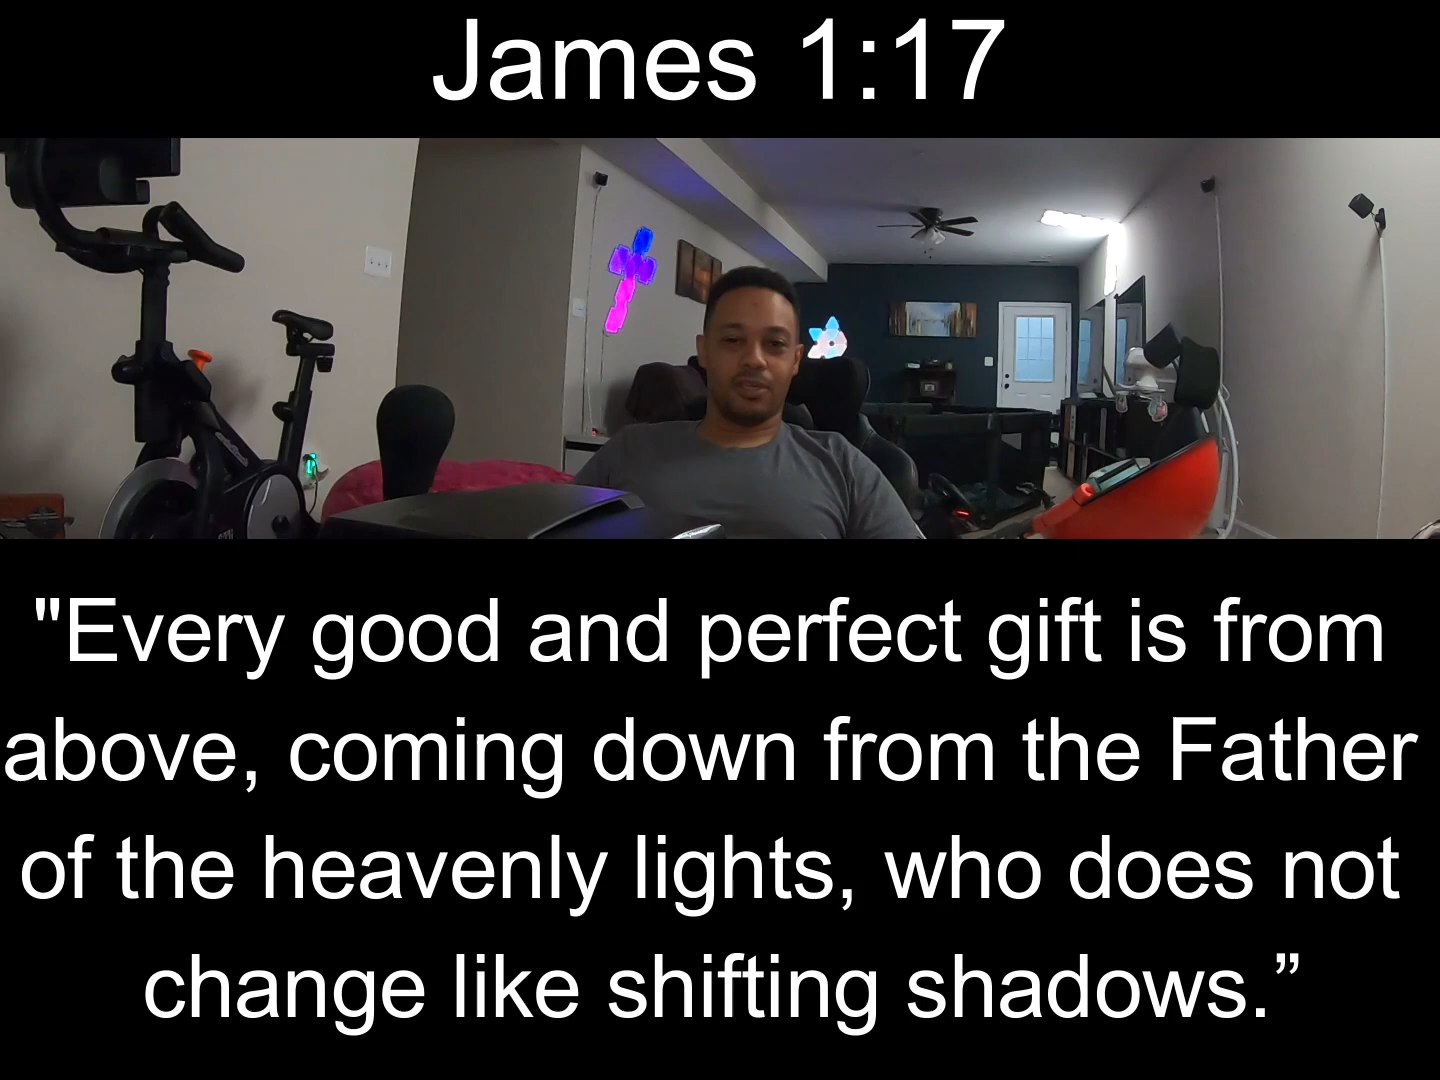 James 1:17
"Every good and perfect gift is from
above, coming down from the Father
of the heavenly lights, who does not
change like shifting shadows.”